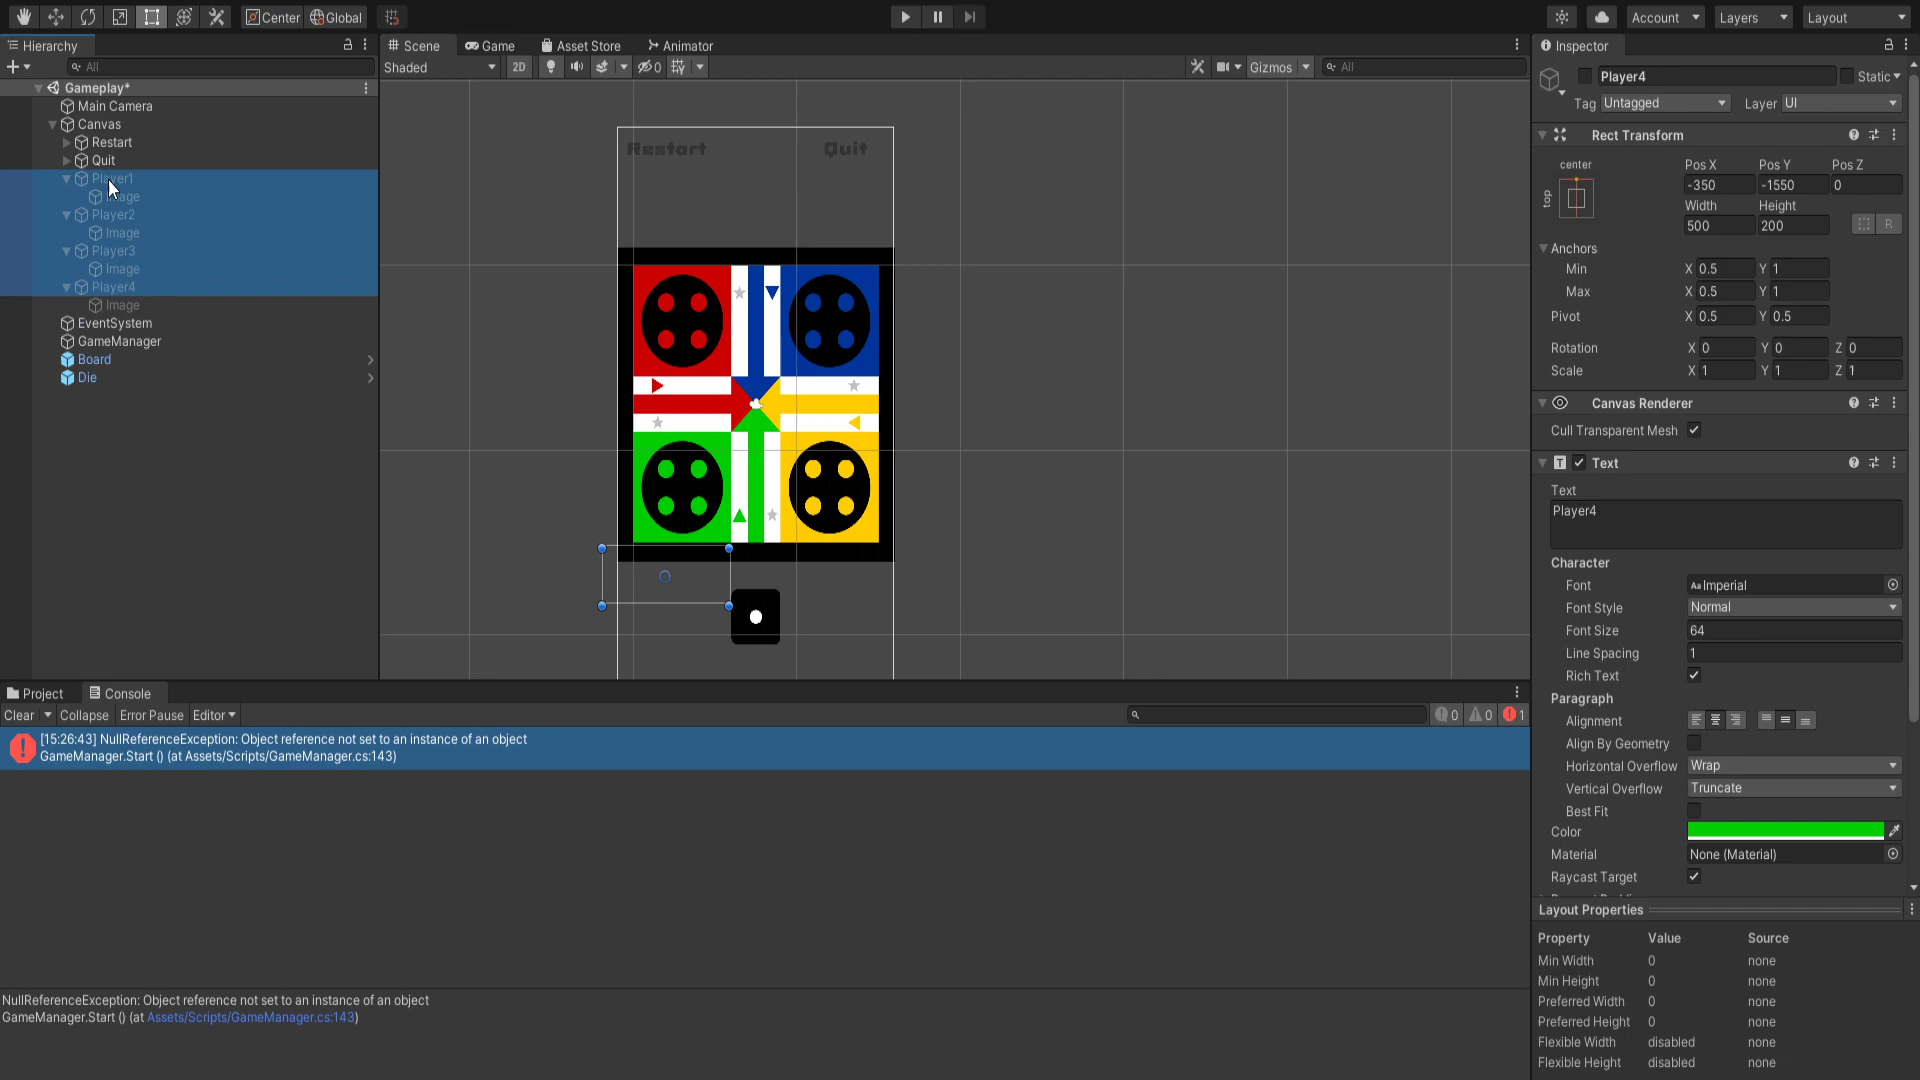 Center Global Account Layers Layout
Hierarchy Scene Game Asset Store Animator Inspector
All Shaded 2D 0 Gizmos All
Gameplay*
Main Camera
Canvas
Restart
Quit
Player1
Image
Player2
Image
Player3
Image
Player4
Image
EventSystem
GameManager
Board
Die
Restart Quit
Player4 Static
Tag Untagged Layer UI
Rect Transform
center Pos X Pos Y Pos Z
top -350 -1550 0
Width Height
500 200 R
Anchors
Min X 0.5 Y 1
Max X 0.5 Y 1
Pivot X 0.5 Y 0.5
Rotation X 0 Y 0 Z 0
Scale X 1 Y 1 Z 1
Canvas Renderer
Cull Transparent Mesh
Text
Text
Player4
Character
Font Aa Imperial
Font Style Normal
Font Size 64
Line Spacing 1
Rich Text
Paragraph
Alignment
Align By Geometry
Horizontal Overflow Wrap
Vertical Overflow Truncate
Best Fit
Color
Material None (Material)
Raycast Target
Layout Properties
Property Value Source
Min Width 0 none
Min Height 0 none
Preferred Width 0 none
Preferred Height 0 none
Flexible Width disabled none
Flexible Height disabled none
Project Console
Clear Collapse Error Pause Editor 0 0 1
[15:26:43] NullReferenceException: Object reference not set to an instance of an object
GameManager.Start () (at Assets/Scripts/GameManager.cs:143)
NullReferenceException: Object reference not set to an instance of an object
GameManager.Start () (at Assets/Scripts/GameManager.cs:143)